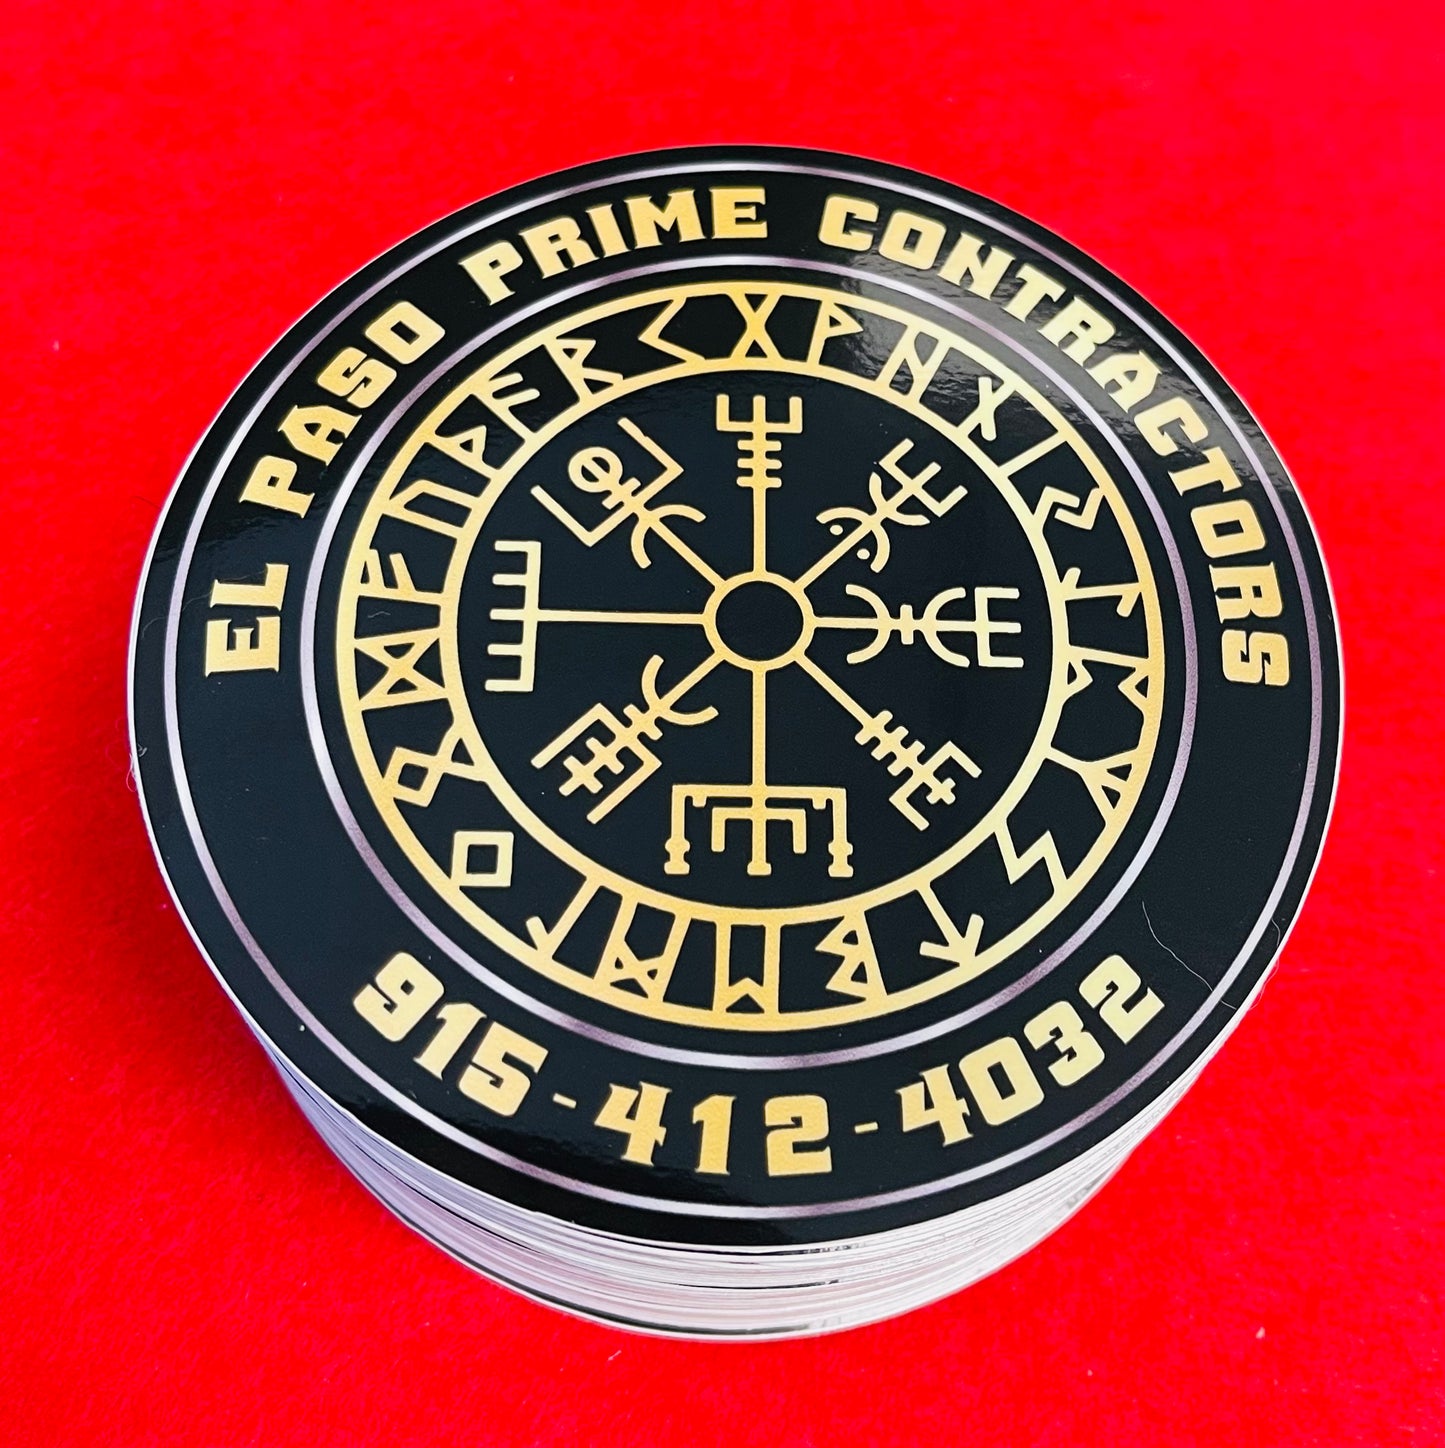 EL PASO PRIME CONTRACTORS
915-412-4032